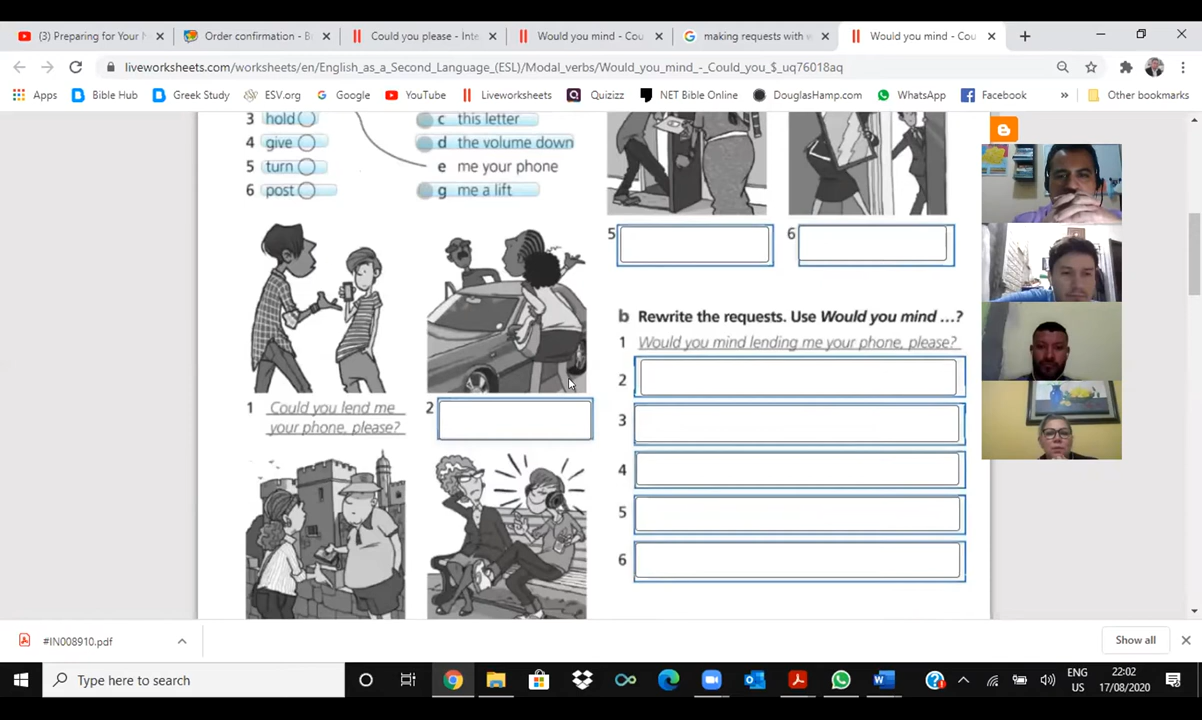 (3) Preparing for Your N
Order confirmation - B
Could you please - Inte
Would you mind - Cou
making requests with w
Would you mind - Cou
liveworksheets.com/worksheets/en/English_as_a_Second_Language_(ESL)/Modal_verbs/Would_you_mind_-_Could_you_$_uq76018aq
Apps
Bible Hub
Greek Study
ESV.org
Google
YouTube
Liveworksheets
Quizizz
NET Bible Online
DouglasHamp.com
WhatsApp
Facebook
»
Other bookmarks
3 hold
4 give
5 turn
6 post
c this letter
d the volume down
e me your phone
g me a lift
5
6
b Rewrite the requests. Use Would you mind ...?
1 Would you mind lending me your phone, please?
2
3
4
5
6
1 Could you lend me
your phone, please?
2
#IN008910.pdf
Show all
Type here to search
ENG
US
22:02
17/08/2020